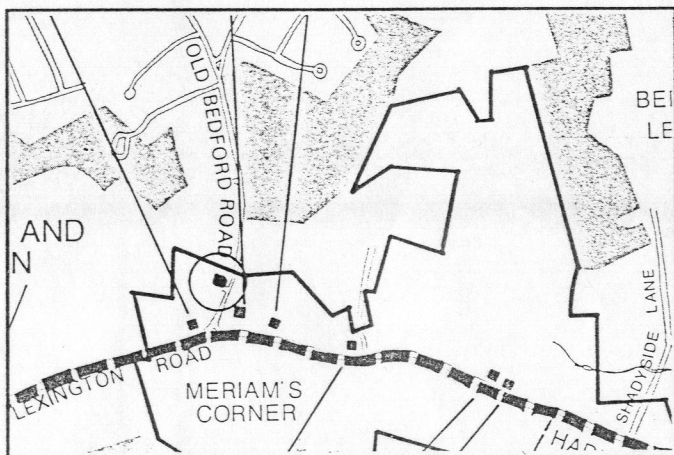 OLD BEDFORD ROAD
BE
LE
AND
N
LEXINGTON ROAD
MERIAM'S
CORNER
SHADYSIDE LANE
HA